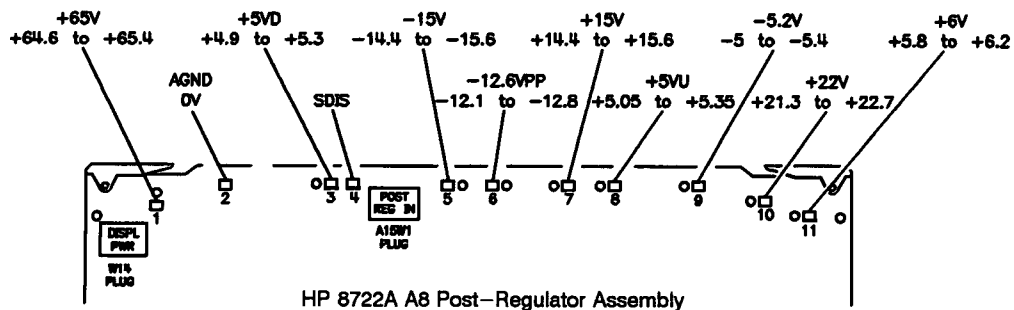 +65V
+64.6 to +65.4
+5VD
+4.9 to +5.3
-15V
-14.4 to -15.6
+15V
+14.4 to +15.6
-5.2V
-5 to -5.4
+6V
+5.8 to +6.2
AGND
0V
SDIS
-12.6VPP
-12.1 to -12.8
+5VU
+5.05 to +5.35
+22V
+21.3 to +22.7
1
2
3
4
5
6
7
8
9
10
11
POST
REG IN
A15W1
PLUG
DISPL
PWR
W14
PLUG
HP 8722A A8 Post-Regulator Assembly